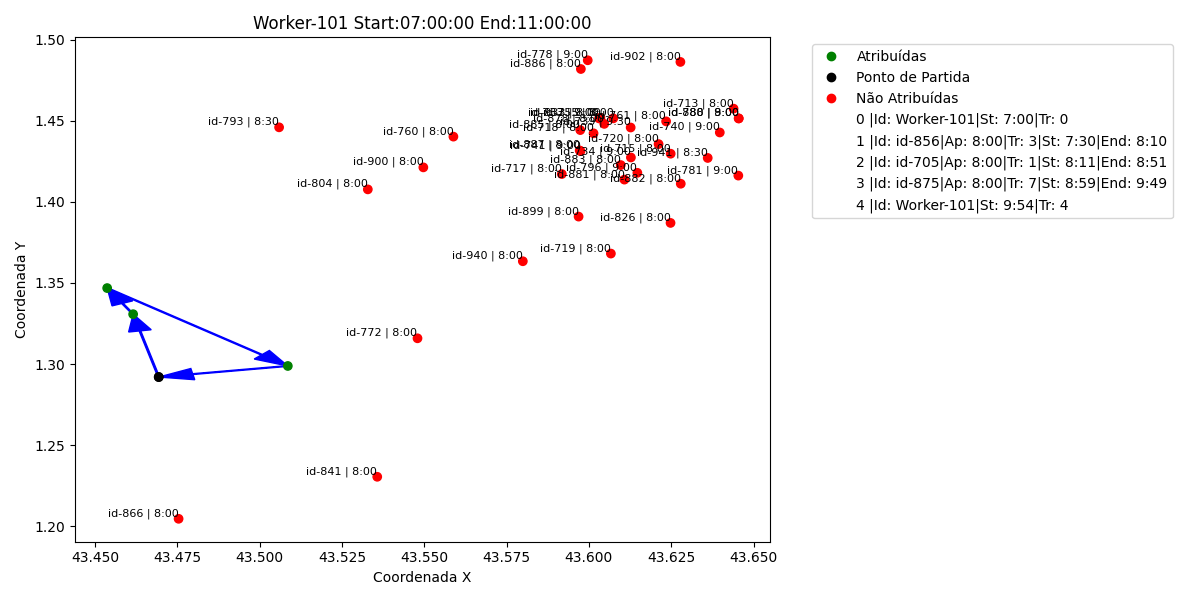 Worker-101 Start:07:00:00 End:11:00:00
Coordenada Y
1.50
1.45
1.40
1.35
1.30
1.25
1.20
id-778 | 9:00
id-886 | 8:00
id-902 | 8:00
id-713 | 8:00
id-793 | 8:30
id-760 | 8:00
id-740 | 9:00
id-720 | 8:00
id-900 | 8:00
id-883 | 8:00
id-717 | 8:00
id-796 | 9:00
id-781 | 9:00
id-881 | 8:00
id-882 | 8:00
id-804 | 8:00
id-899 | 8:00
id-826 | 8:00
id-719 | 8:00
id-940 | 8:00
id-772 | 8:00
id-841 | 8:00
id-866 | 8:00
43.450 43.475 43.500 43.525 43.550 43.575 43.600 43.625 43.650
Coordenada X
Atribuídas
Ponto de Partida
Não Atribuídas
0 |Id: Worker-101|St: 7:00|Tr: 0
1 |Id: id-856|Ap: 8:00|Tr: 3|St: 7:30|End: 8:10
2 |Id: id-705|Ap: 8:00|Tr: 1|St: 8:11|End: 8:51
3 |Id: id-875|Ap: 8:00|Tr: 7|St: 8:59|End: 9:49
4 |Id: Worker-101|St: 9:54|Tr: 4